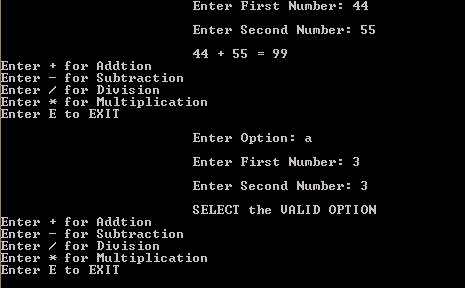 Enter First Number: 44
Enter Second Number: 55
44 + 55 = 99
Enter + for Addtion
Enter - for Subtraction
Enter / for Division
Enter * for Multiplication
Enter E to EXIT
Enter Option: a
Enter First Number: 3
Enter Second Number: 3
SELECT the VALID OPTION
Enter + for Addtion
Enter - for Subtraction
Enter / for Division
Enter * for Multiplication
Enter E to EXIT